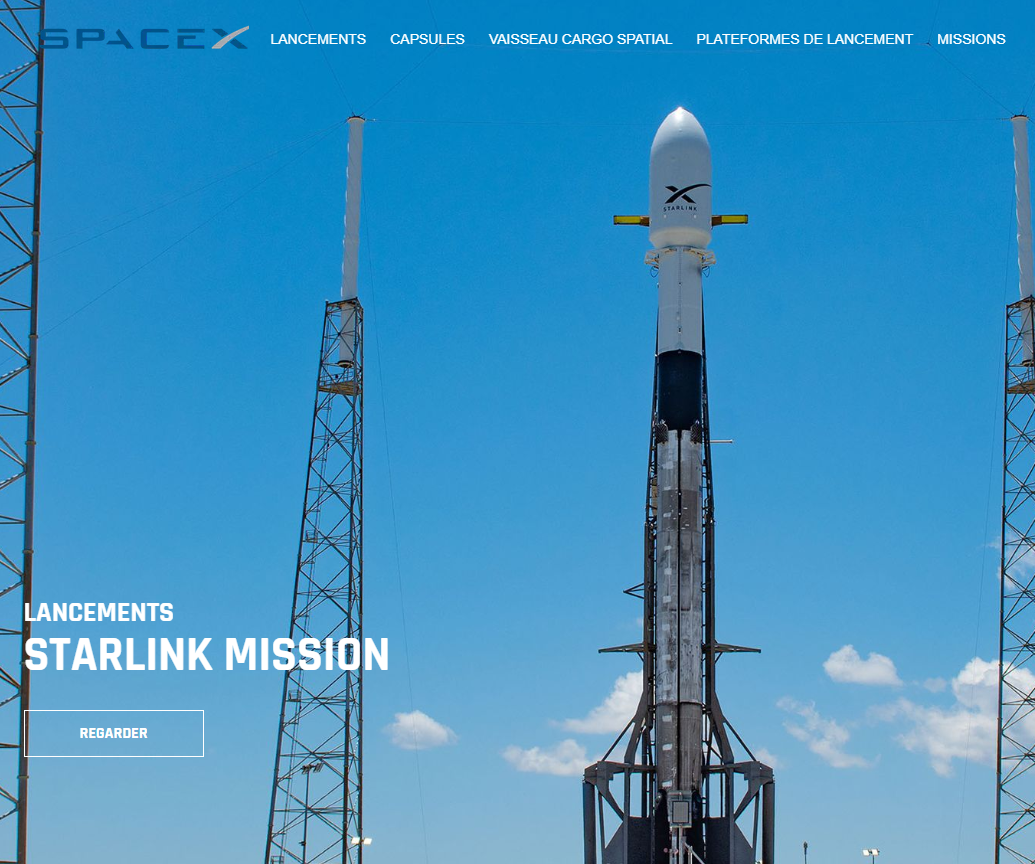 SPACEX
LANCEMENTS
CAPSULES
VAISSEAU CARGO SPATIAL
PLATEFORMES DE LANCEMENT
MISSIONS
STARLINK
LANCEMENTS
STARLINK MISSION
REGARDER